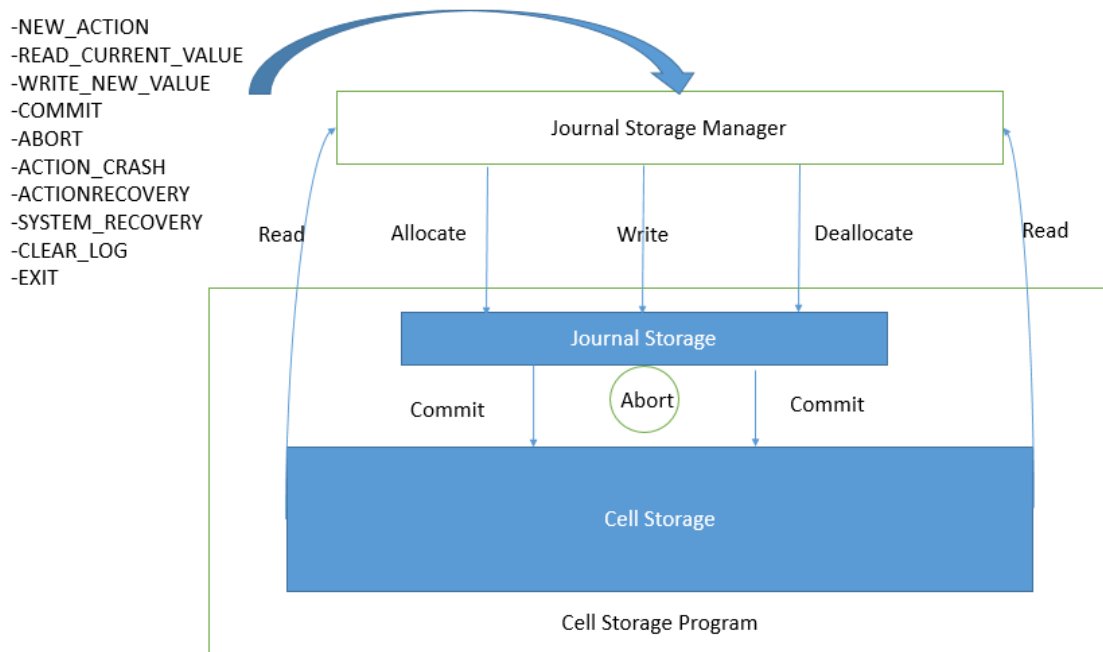 -NEW_ACTION
-READ_CURRENT_VALUE
-WRITE_NEW_VALUE
-COMMIT
-ABORT
-ACTION_CRASH
-ACTIONRECOVERY
-SYSTEM_RECOVERY
-CLEAR_LOG
-EXIT
Journal Storage Manager
Read
Allocate
Write
Deallocate
Read
Journal Storage
Commit
Abort
Commit
Cell Storage
Cell Storage Program